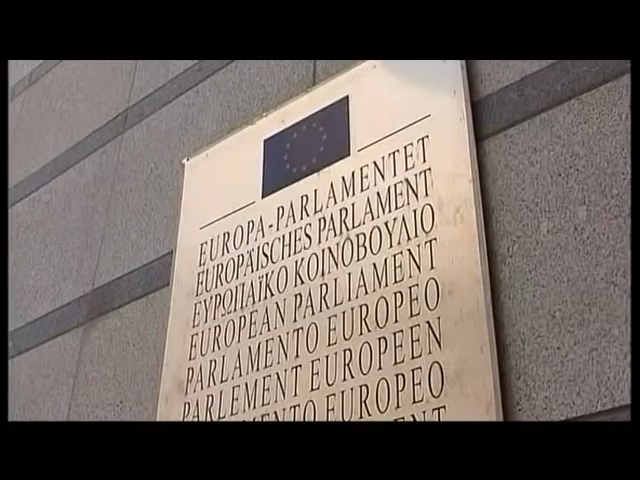 EUROPA-PARLAMENTET
EUROPÄISCHES PARLAMENT
ΕΥΡΩΠΑΪΚΟ ΚΟΙΝΟΒΟΥΛΙΟ
EUROPEAN PARLIAMENT
PARLAMENTO EUROPEO
PARLEMENT EUROPEEN
PARLAMENTO EUROPEO